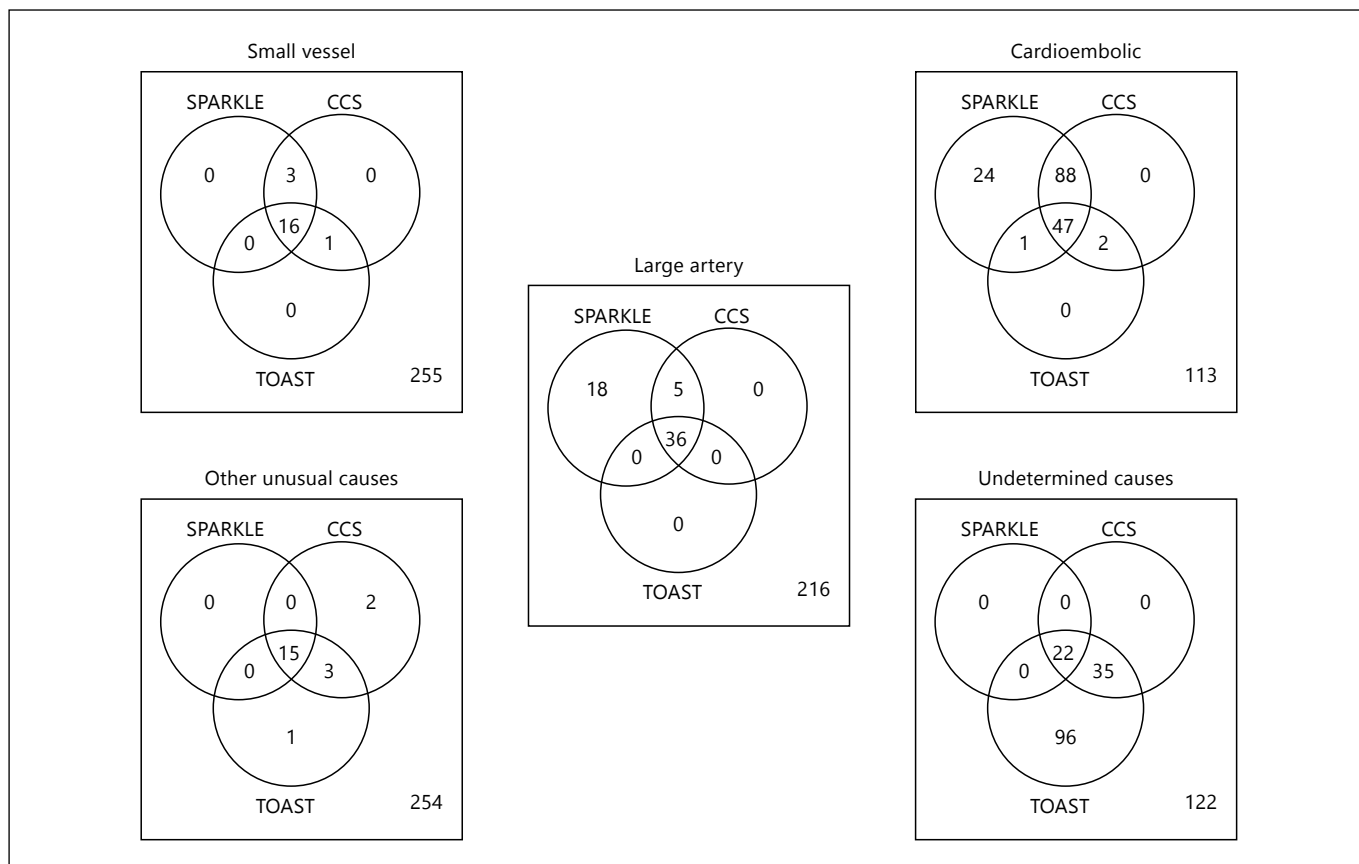 Small vessel
SPARKLE CCS
0 3 0
16
0 1
0
TOAST 255
Cardioembolic
SPARKLE CCS
24 88 0
47
1 2
0
TOAST 113
Large artery
SPARKLE CCS
18 5 0
36
0 0
0
TOAST 216
Other unusual causes
SPARKLE CCS
0 0 2
15
0 3
1
TOAST 254
Undetermined causes
SPARKLE CCS
0 0 0
22
0 35
96
TOAST 122